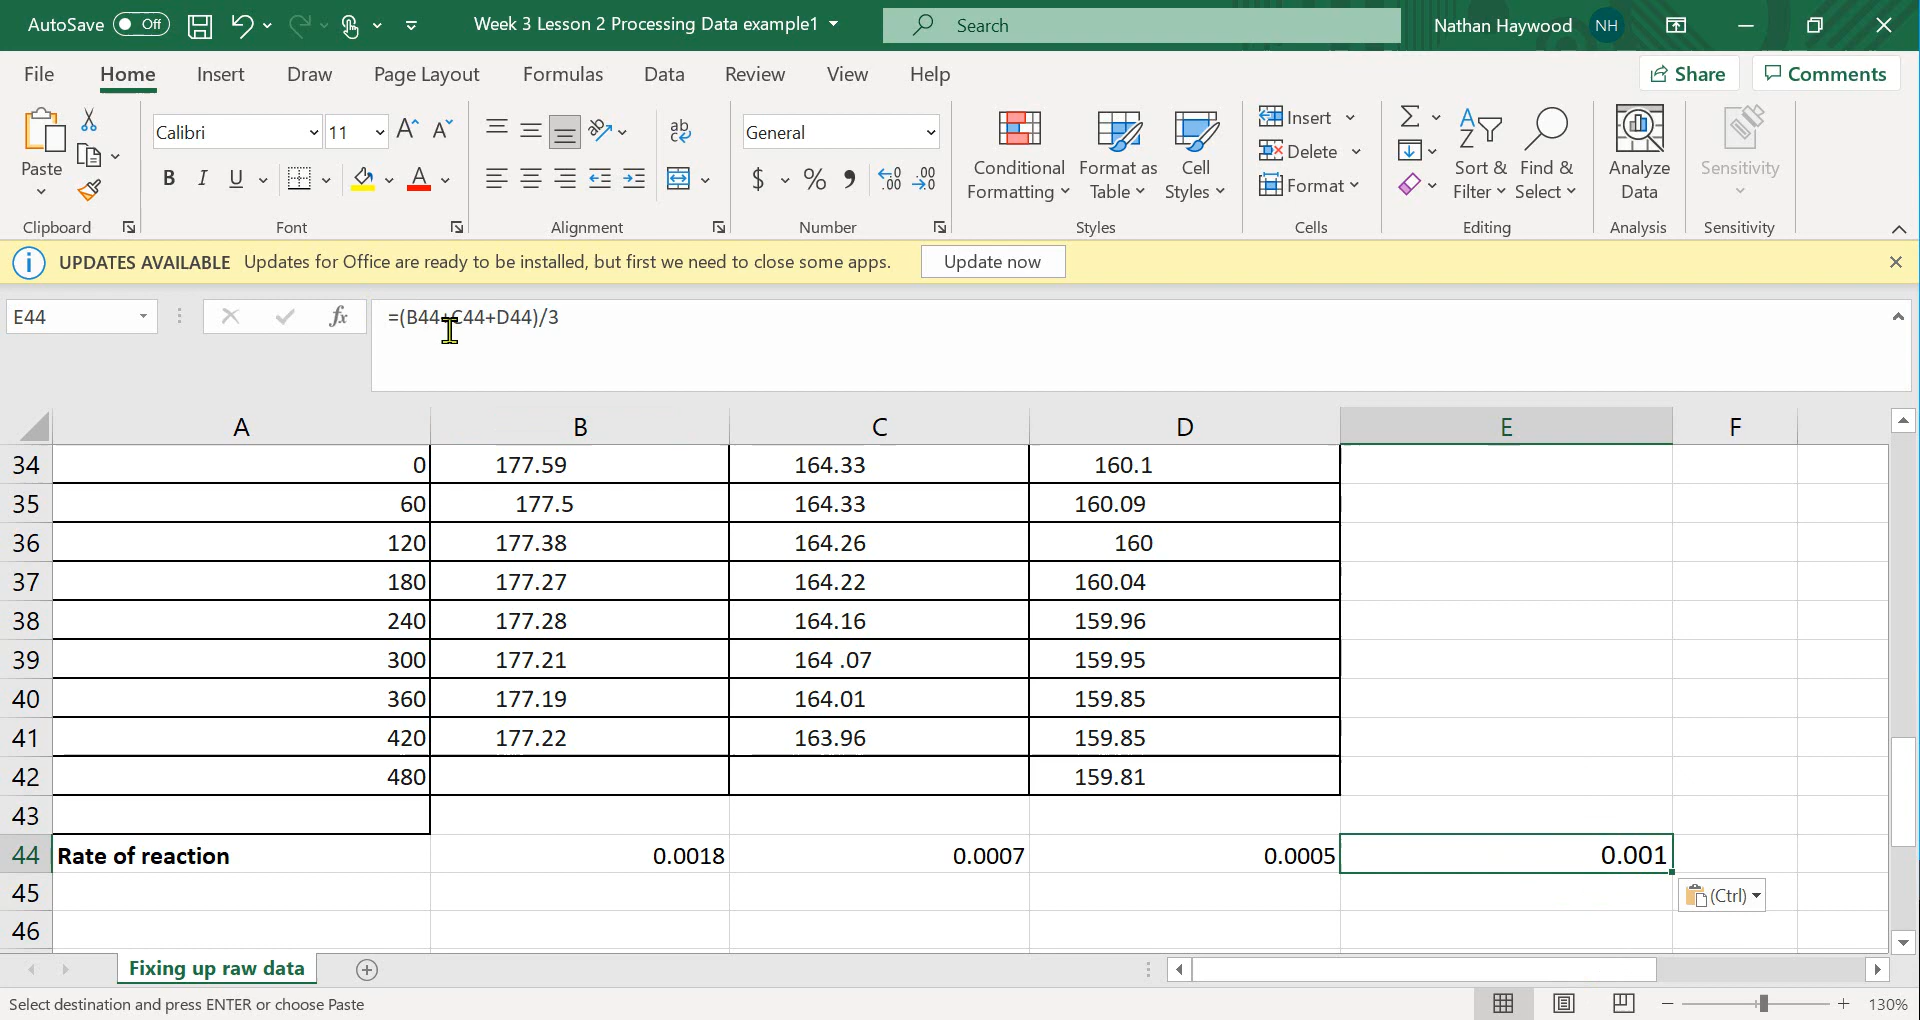 AutoSave Off Week 3 Lesson 2 Processing Data example1 Search Nathan Haywood NH
File Home Insert Draw Page Layout Formulas Data Review View Help Share Comments
Paste Calibri 11 General Conditional Formatting Format as Table Cell Styles Insert Delete Format Sort & Filter Find & Select Analyze Data Sensitivity
Clipboard Font Alignment Number Styles Cells Editing Analysis Sensitivity
UPDATES AVAILABLE Updates for Office are ready to be installed, but first we need to close some apps. Update now
E44 fx =(B44+C44+D44)/3
A B C D E F
34 0 177.59 164.33 160.1
35 60 177.5 164.33 160.09
36 120 177.38 164.26 160
37 180 177.27 164.22 160.04
38 240 177.28 164.16 159.96
39 300 177.21 164 .07 159.95
40 360 177.19 164.01 159.85
41 420 177.22 163.96 159.85
42 480 159.81
43
44 Rate of reaction 0.0018 0.0007 0.0005 0.001
45 (Ctrl)
46
Fixing up raw data
Select destination and press ENTER or choose Paste 130%